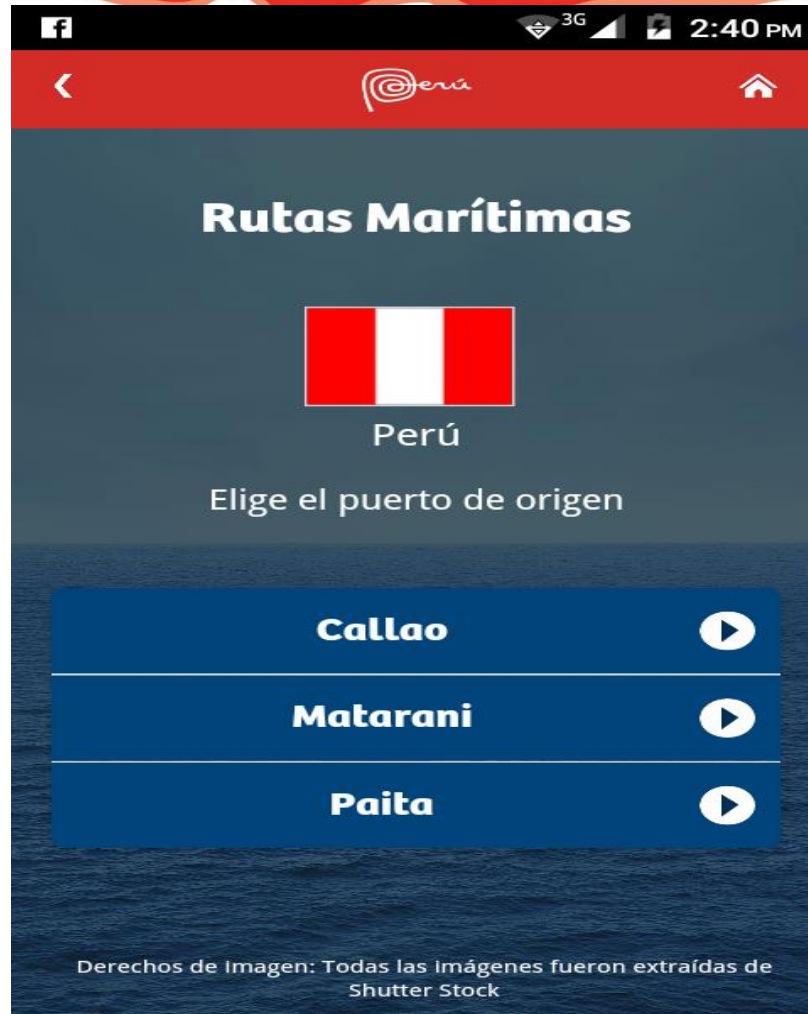 3G 2:40 PM
Perú
Rutas Marítimas
Perú
Elige el puerto de origen
Callao
Matarani
Paita
Derechos de Imagen: Todas las imágenes fueron extraídas de
Shutter Stock